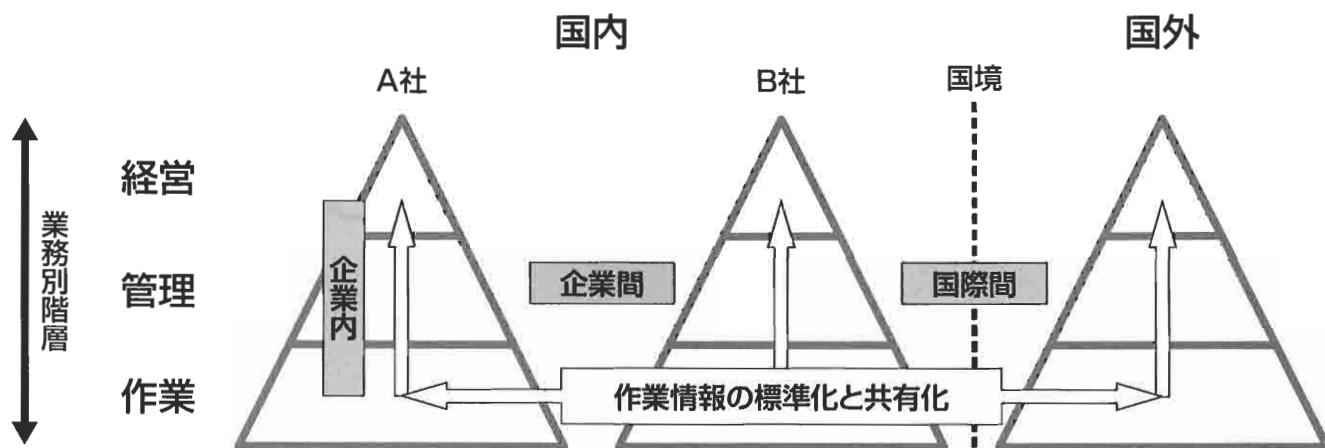 国内
国外
A社
B社
国境
経営
業務別階層
企業内
管理
企業間
国際間
作業
作業情報の標準化と共有化